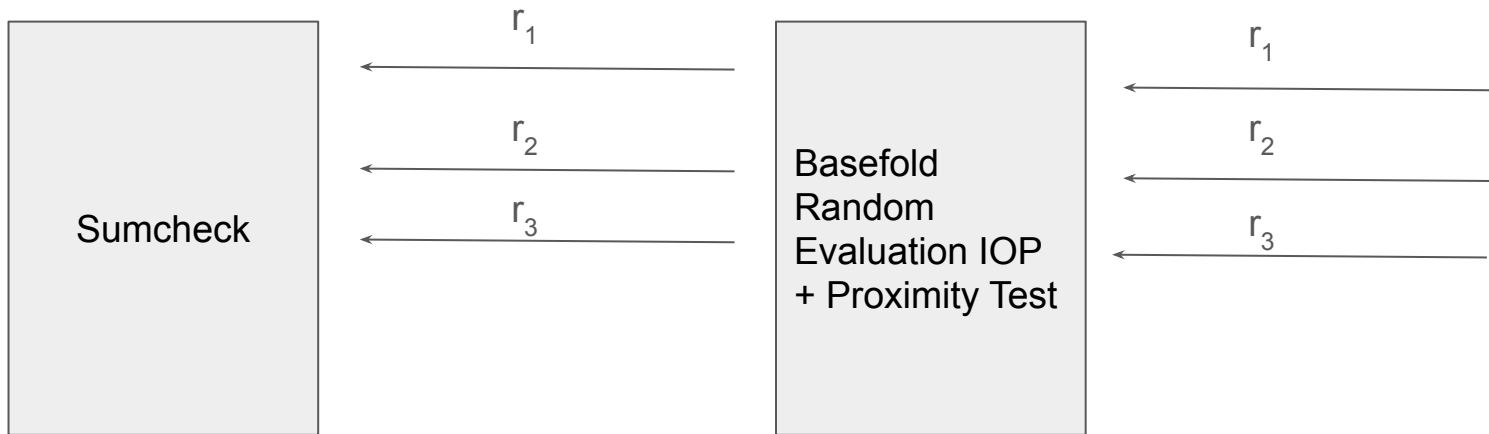 r₁
r₂
r₃
Sumcheck
Basefold
Random
Evaluation IOP
+ Proximity Test
r₁
r₂
r₃